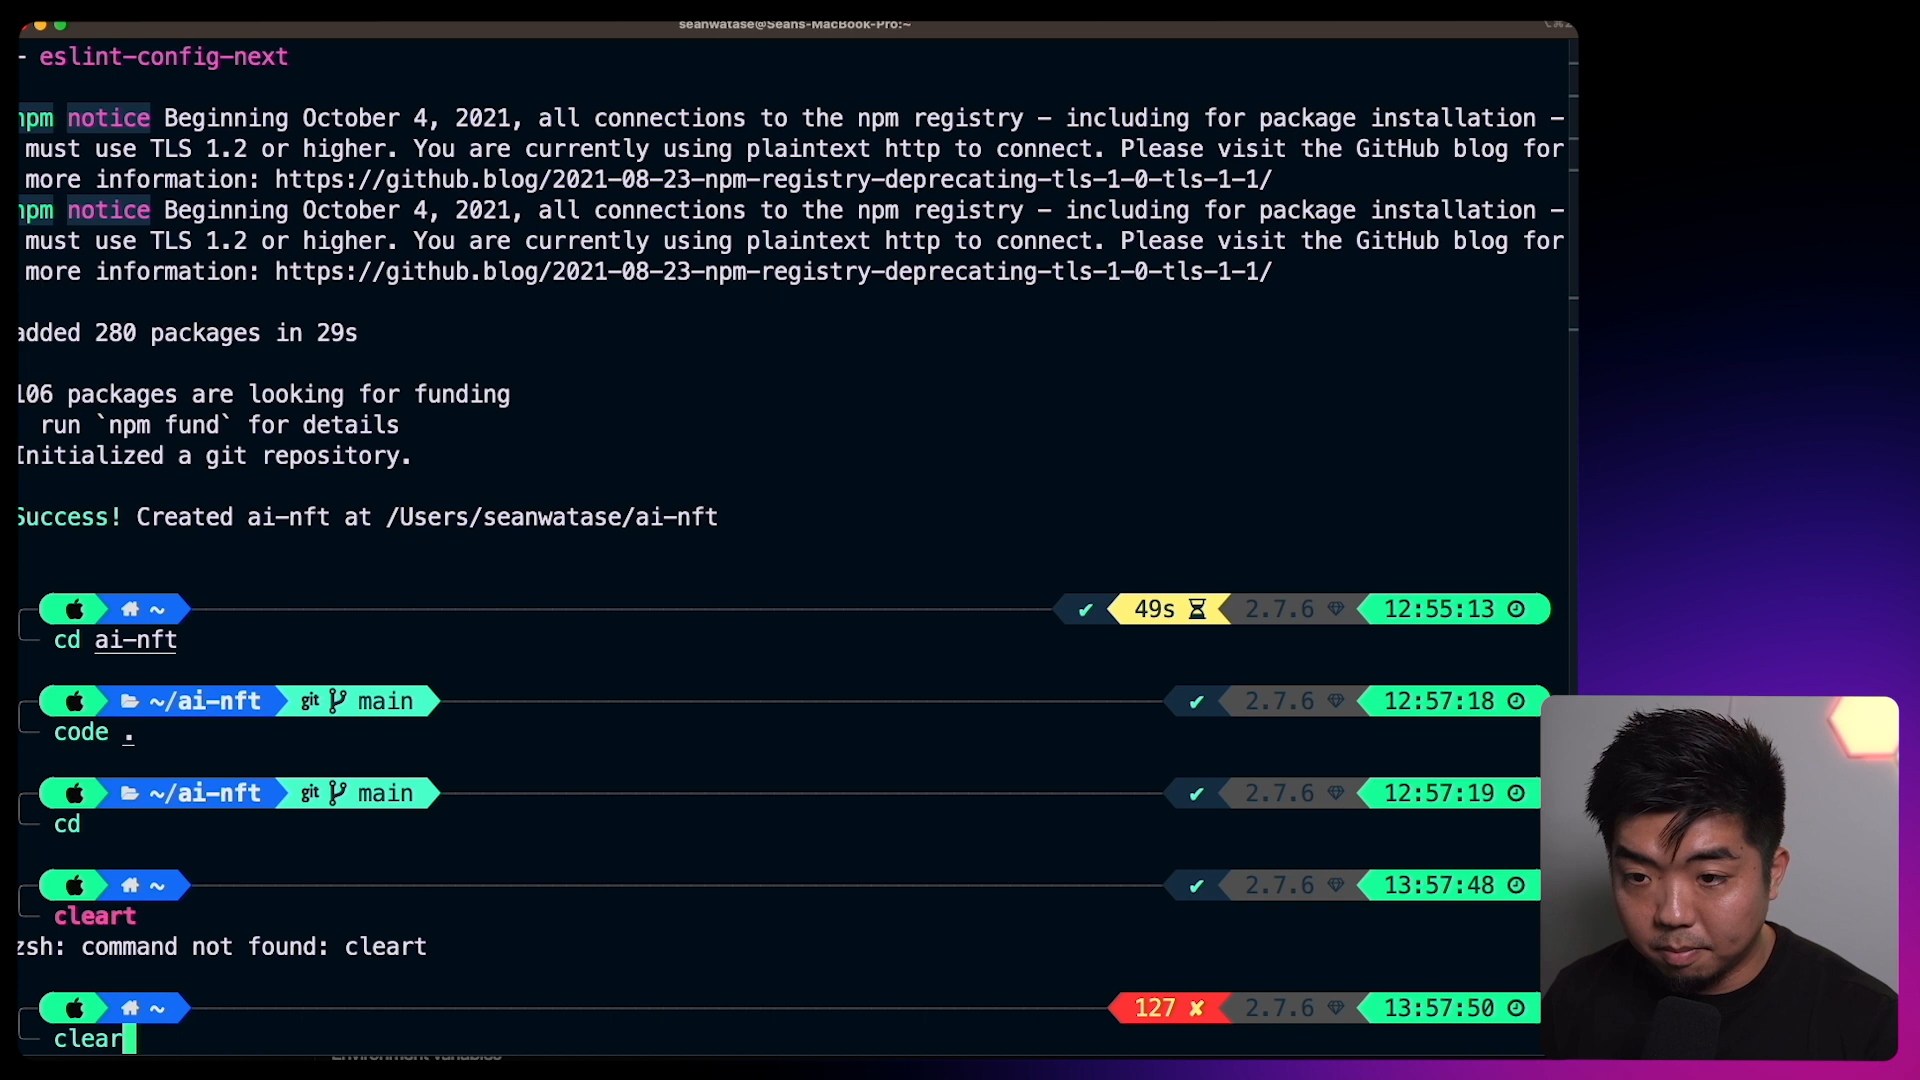 seanwatase@Seans-MacBook-Pro:~
- eslint-config-next
npm notice Beginning October 4, 2021, all connections to the npm registry - including for package installation -
must use TLS 1.2 or higher. You are currently using plaintext http to connect. Please visit the GitHub blog for
more information: https://github.blog/2021-08-23-npm-registry-deprecating-tls-1-0-tls-1-1/
npm notice Beginning October 4, 2021, all connections to the npm registry - including for package installation -
must use TLS 1.2 or higher. You are currently using plaintext http to connect. Please visit the GitHub blog for
more information: https://github.blog/2021-08-23-npm-registry-deprecating-tls-1-0-tls-1-1/
added 280 packages in 29s
106 packages are looking for funding
run `npm fund` for details
Initialized a git repository.
Success! Created ai-nft at /Users/seanwatase/ai-nft
~ ✔ 49s 2.7.6 12:55:13
cd ai-nft
~/ai-nft git main ✔ 2.7.6 12:57:18
code .
~/ai-nft git main ✔ 2.7.6 12:57:19
cd
~ ✔ 2.7.6 13:57:48
cleart
zsh: command not found: cleart
~ 127 ✘ 2.7.6 13:57:50
clear
Environment Variables